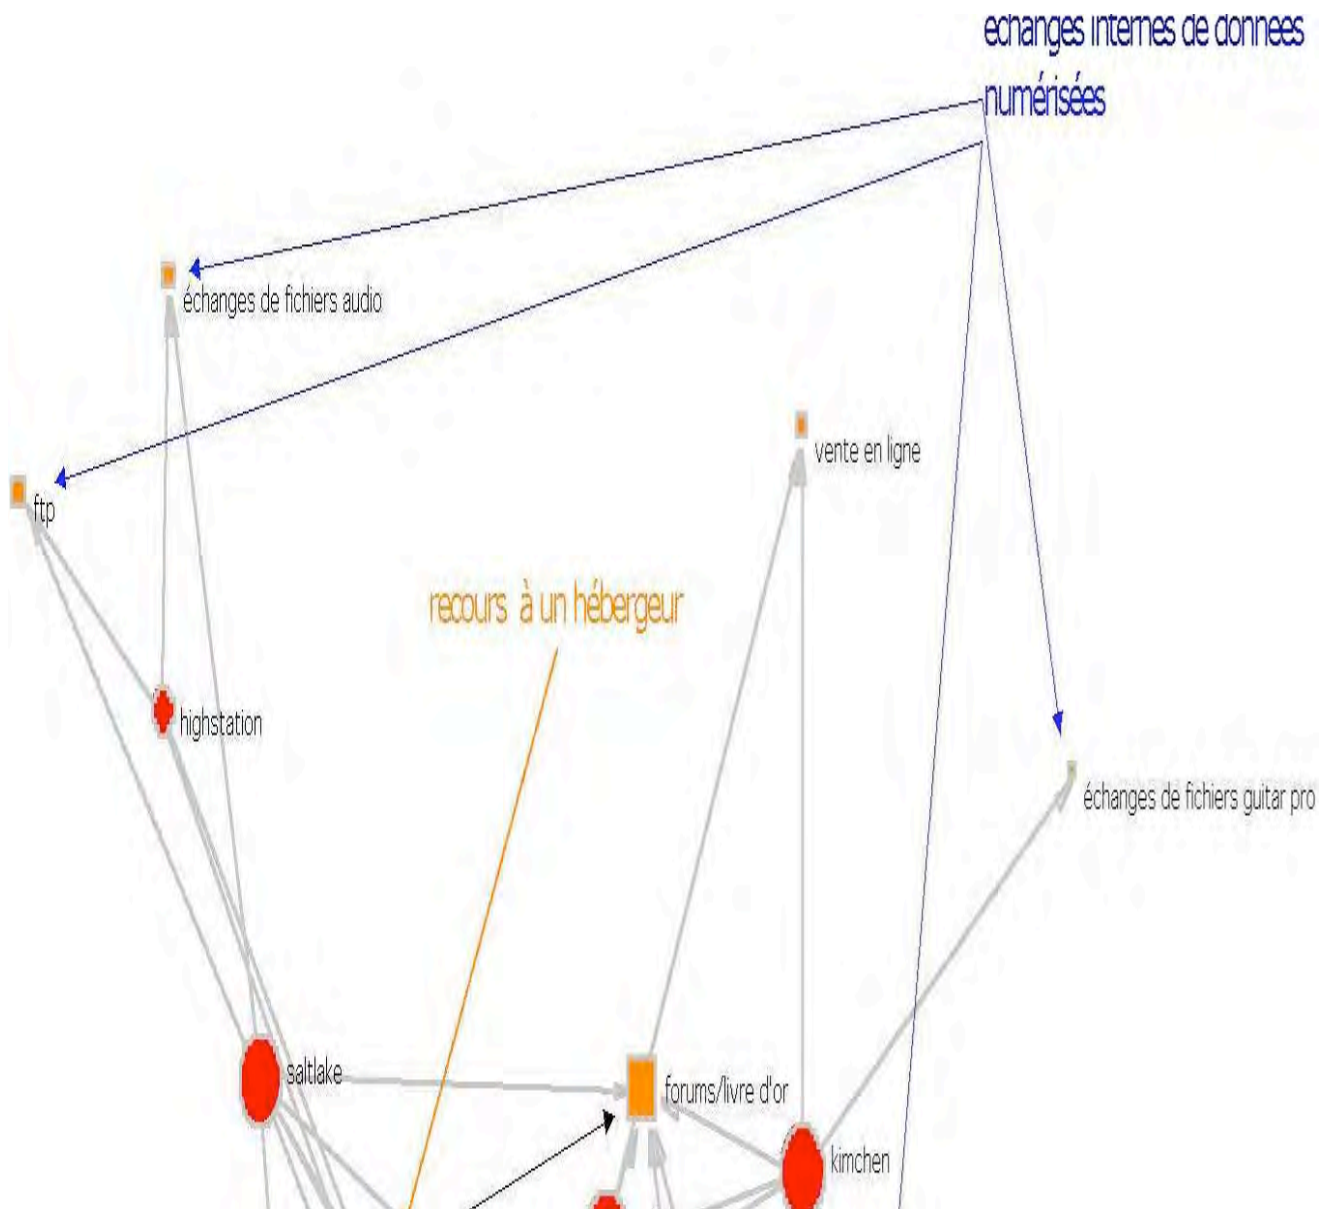 échanges internes de données
numérisées
échanges de fichiers audio
vente en ligne
ftp
recours à un hébergeur
highstation
échanges de fichiers guitar pro
saltlake
forums/livre d'or
kimchen